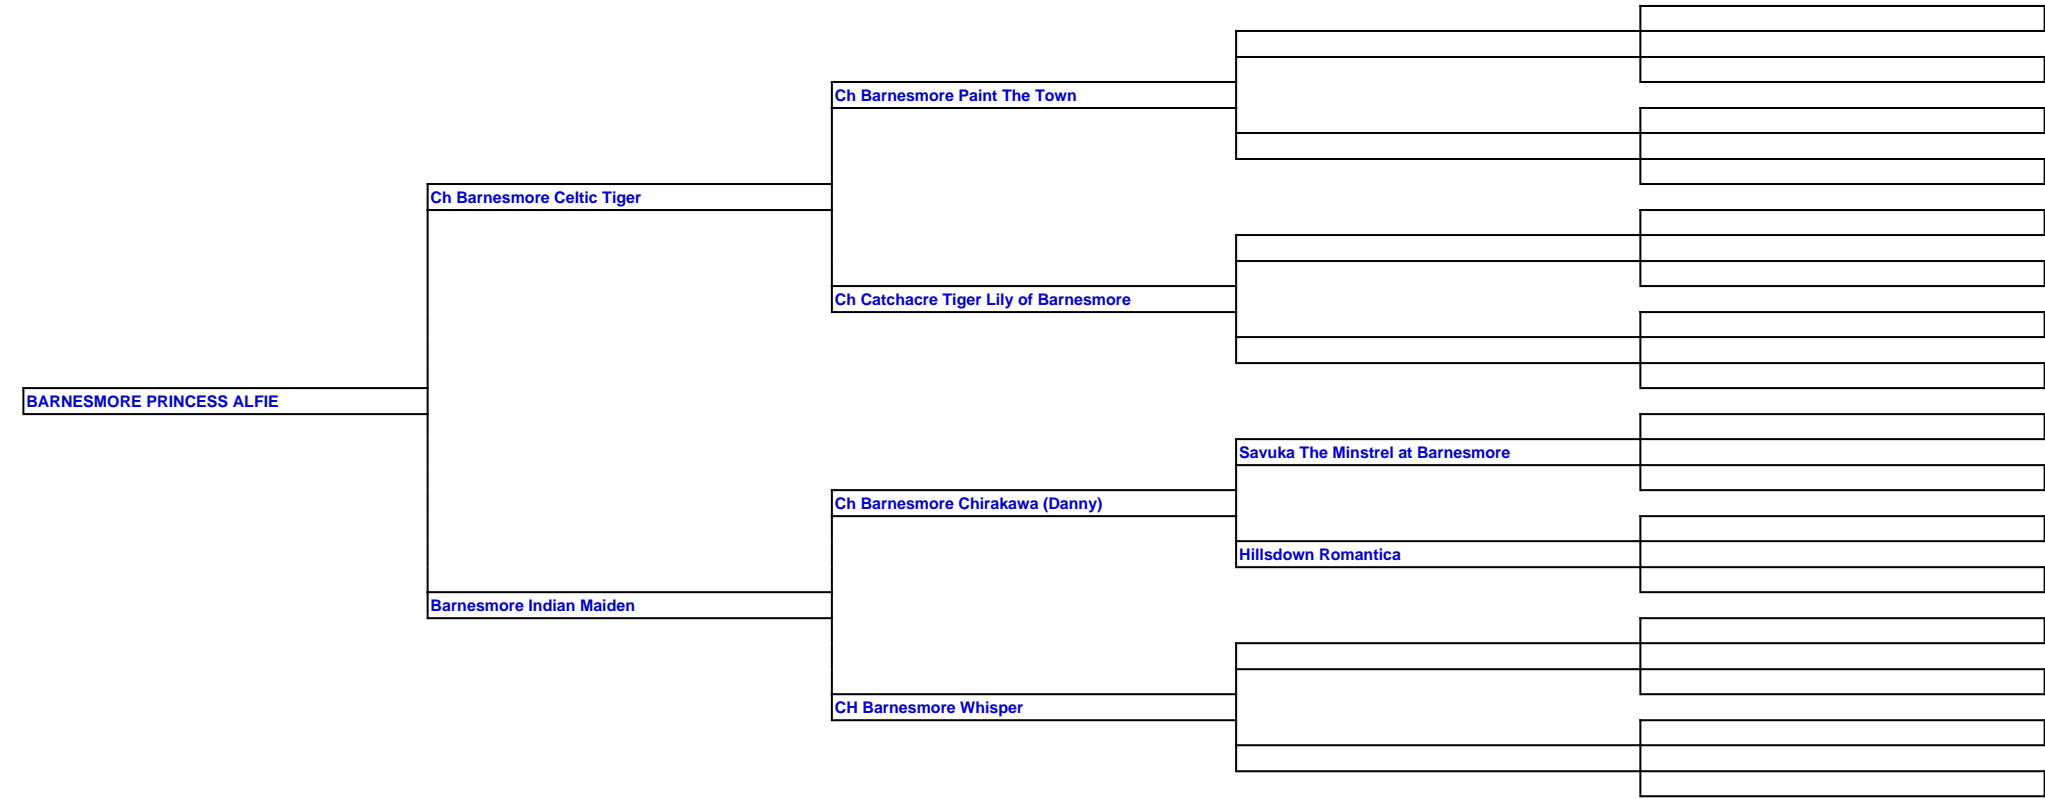 Ch Barnesmore Paint The Town
Ch Barnesmore Celtic Tiger
Ch Catchacre Tiger Lily of Barnesmore
BARNESMORE PRINCESS ALFIE
Savuka The Minstrel at Barnesmore
Ch Barnesmore Chirakawa (Danny)
Hillsdown Romantica
Barnesmore Indian Maiden
CH Barnesmore Whisper